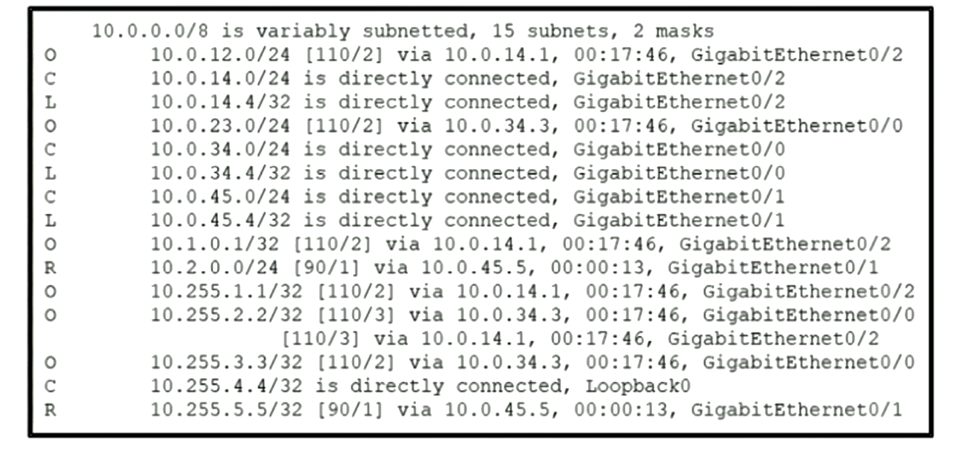 10.0.0.0/8 is variably subnetted, 15 subnets, 2 masks
O 10.0.12.0/24 [110/2] via 10.0.14.1, 00:17:46, GigabitEthernet0/2
C 10.0.14.0/24 is directly connected, GigabitEthernet0/2
L 10.0.14.4/32 is directly connected, GigabitEthernet0/2
O 10.0.23.0/24 [110/2] via 10.0.34.3, 00:17:46, GigabitEthernet0/0
C 10.0.34.0/24 is directly connected, GigabitEthernet0/0
L 10.0.34.4/32 is directly connected, GigabitEthernet0/0
C 10.0.45.0/24 is directly connected, GigabitEthernet0/1
L 10.0.45.4/32 is directly connected, GigabitEthernet0/1
O 10.1.0.1/32 [110/2] via 10.0.14.1, 00:17:46, GigabitEthernet0/2
R 10.2.0.0/24 [90/1] via 10.0.45.5, 00:00:13, GigabitEthernet0/1
O 10.255.1.1/32 [110/2] via 10.0.14.1, 00:17:46, GigabitEthernet0/2
O 10.255.2.2/32 [110/3] via 10.0.34.3, 00:17:46, GigabitEthernet0/0
[110/3] via 10.0.14.1, 00:17:46, GigabitEthernet0/2
O 10.255.3.3/32 [110/2] via 10.0.34.3, 00:17:46, GigabitEthernet0/0
C 10.255.4.4/32 is directly connected, Loopback0
R 10.255.5.5/32 [90/1] via 10.0.45.5, 00:00:13, GigabitEthernet0/1